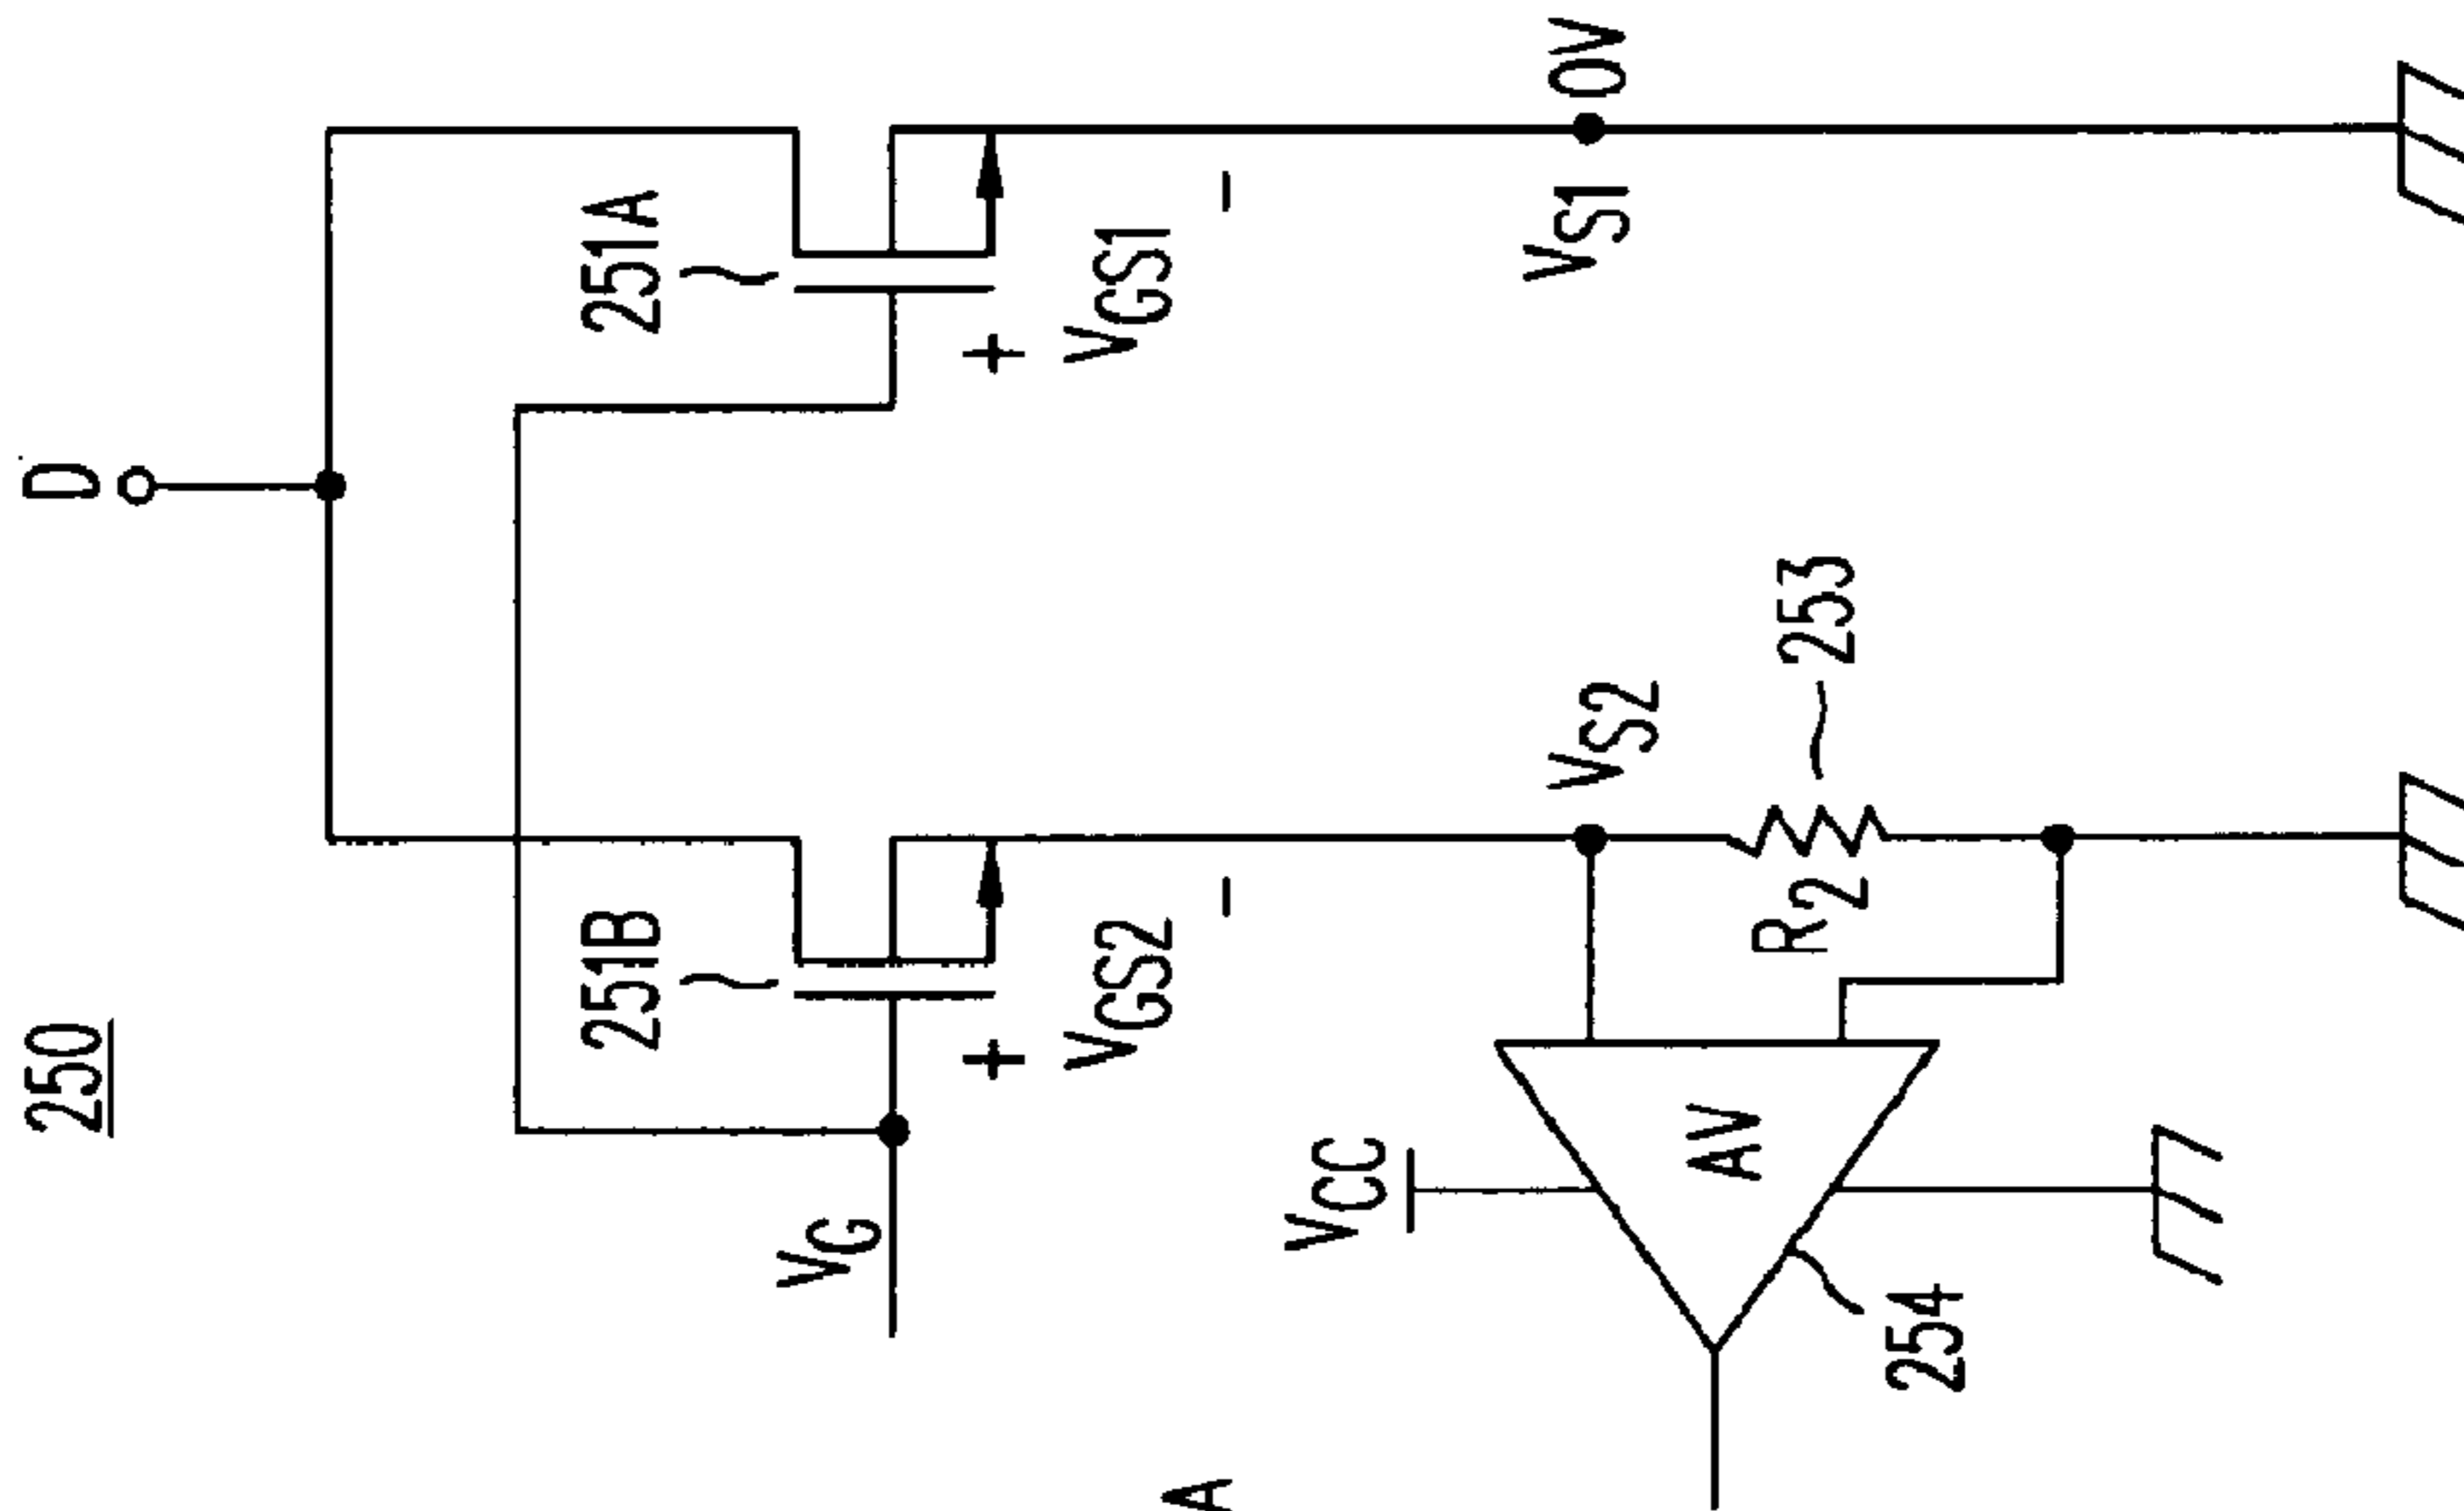 250
D
251B
251A
+
VGS2
-
+
VGS1
-
VG
VS2
VS1
0V
R2
253
VCC
AV
254
A